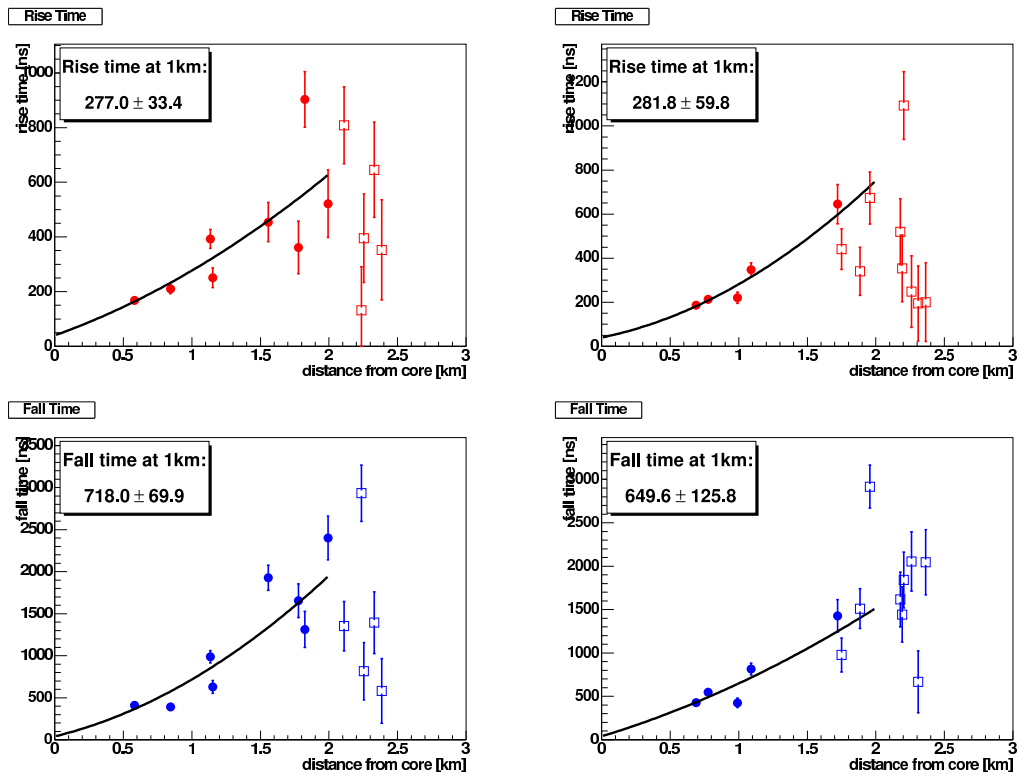 Rise Time
rise time [ns]
1000
800
600
400
200
0
Rise time at 1km:
277.0 ± 33.4
0 0.5 1 1.5 2 2.5 3
distance from core [km]
Rise Time
rise time [ns]
1200
1000
800
600
400
200
0
Rise time at 1km:
281.8 ± 59.8
0 0.5 1 1.5 2 2.5 3
distance from core [km]
Fall Time
fall time [ns]
3500
3000
2500
2000
1500
1000
500
0
Fall time at 1km:
718.0 ± 69.9
0 0.5 1 1.5 2 2.5 3
distance from core [km]
Fall Time
fall time [ns]
3000
2500
2000
1500
1000
500
0
Fall time at 1km:
649.6 ± 125.8
0 0.5 1 1.5 2 2.5 3
distance from core [km]